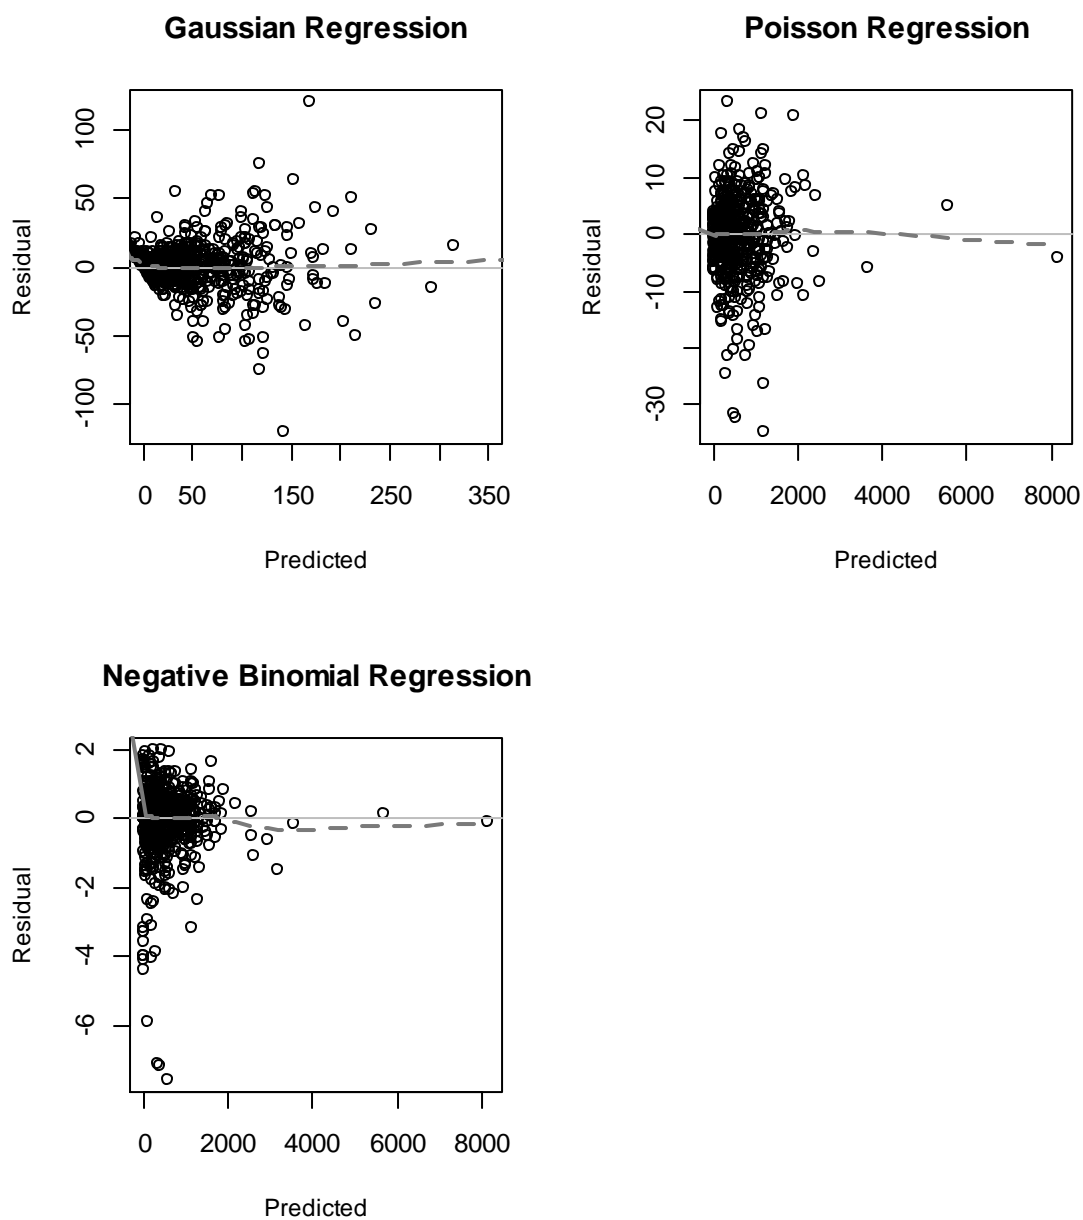 Gaussian Regression
Residual
100
50
0
-50
-100
0 50 150 250 350
Predicted
Poisson Regression
Residual
20
10
0
-10
-30
0 2000 4000 6000 8000
Predicted
Negative Binomial Regression
Residual
2
0
-2
-4
-6
0 2000 4000 6000 8000
Predicted